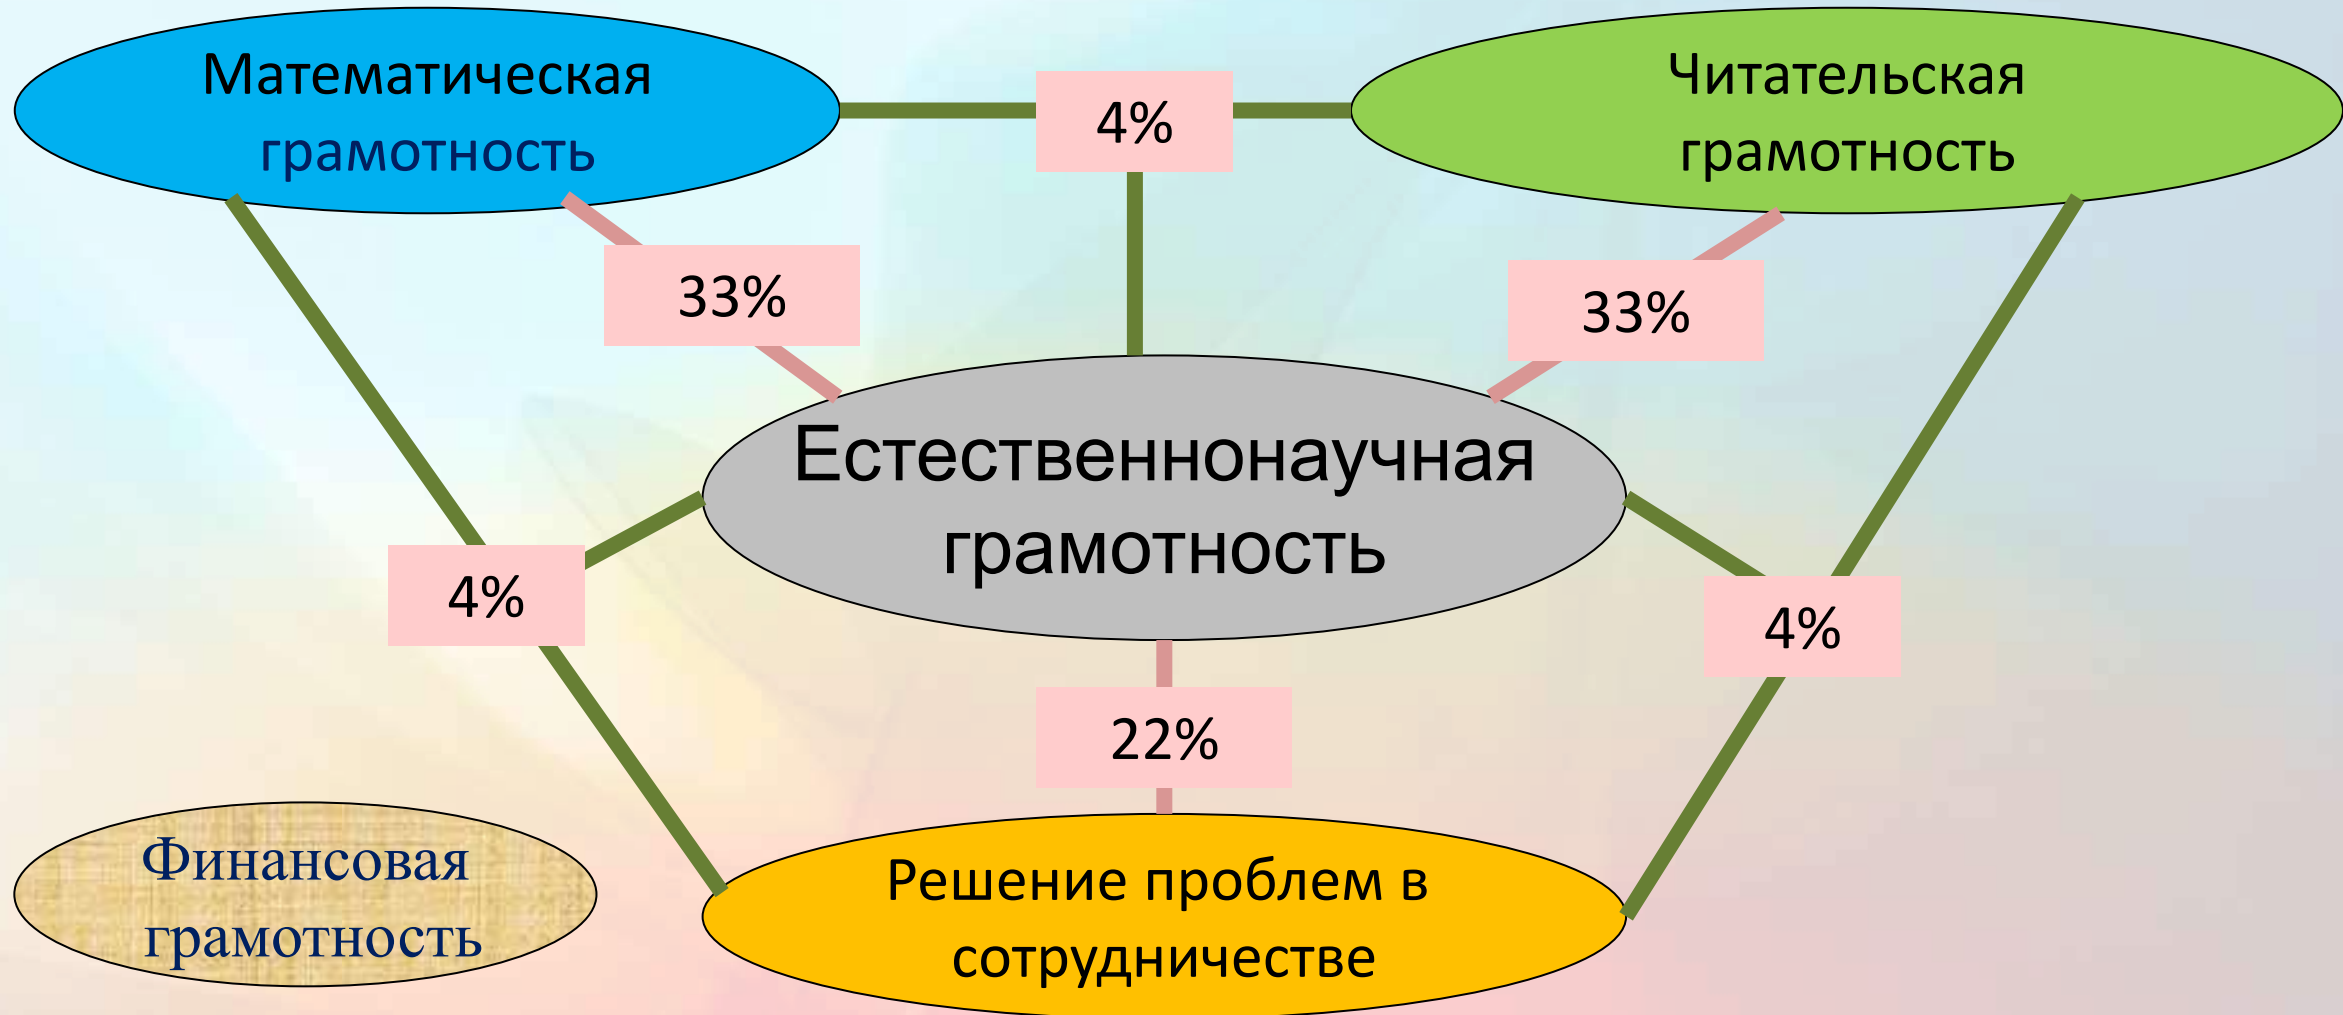 Математическая
грамотность
4%
Читательская
грамотность
33%
33%
Естественнонаучная
грамотность
4%
4%
22%
Финансовая
грамотность
Решение проблем в
сотрудничестве